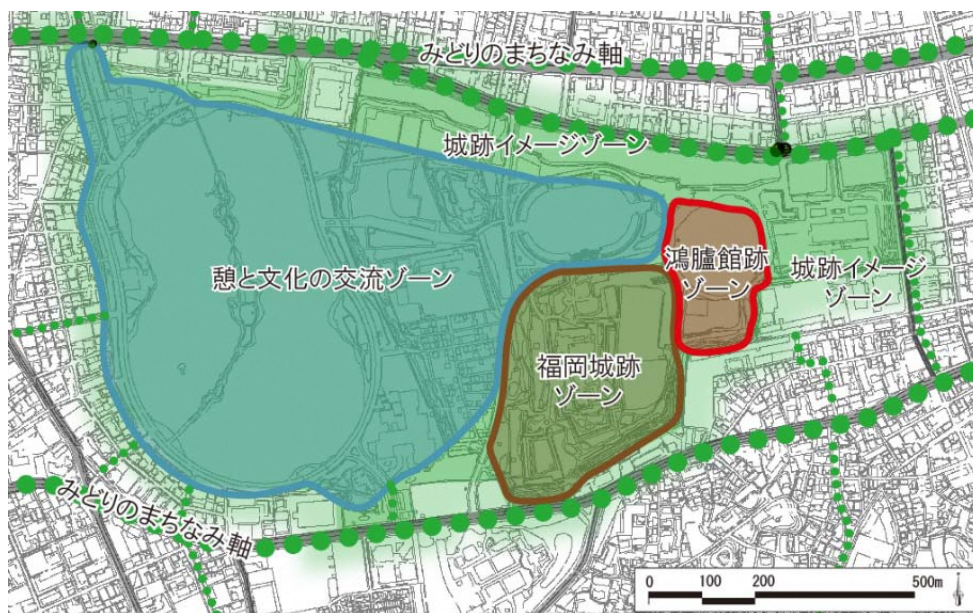 みどりのまちなみ軸
城跡イメージゾーン
憩と文化の交流ゾーン
鴻臚館跡
ゾーン
城跡イメージ
ゾーン
福岡城跡
ゾーン
みどりのまちなみ軸
0 100 200 500m